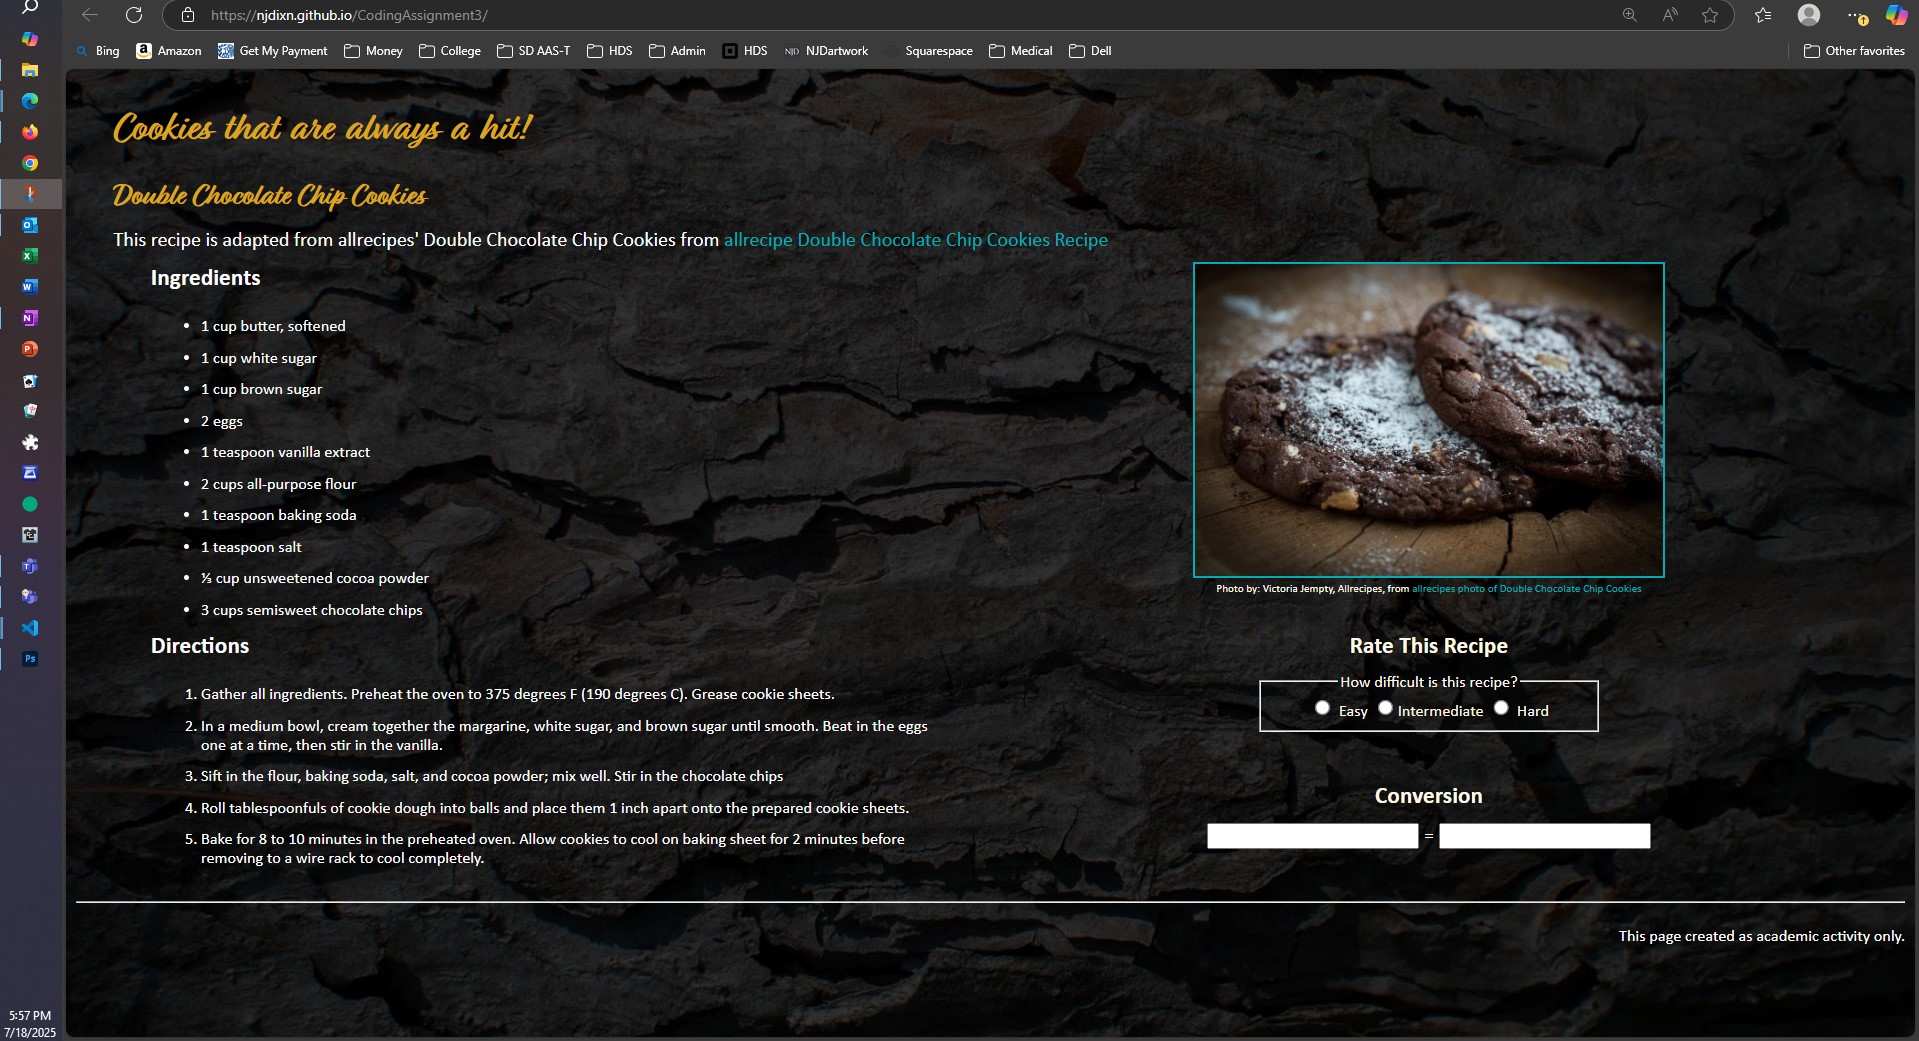 https://njdixn.github.io/CodingAssignment3/
Bing Amazon Get My Payment Money College SD AAS-T HDS Admin HDS NJDartwork Squarespace Medical Dell Other favorites
Cookies that are always a hit!
Double Chocolate Chip Cookies
This recipe is adapted from allrecipes' Double Chocolate Chip Cookies from allrecipe Double Chocolate Chip Cookies Recipe
Ingredients
• 1 cup butter, softened
• 1 cup white sugar
• 1 cup brown sugar
• 2 eggs
• 1 teaspoon vanilla extract
• 2 cups all-purpose flour
• 1 teaspoon baking soda
• 1 teaspoon salt
• ⅓ cup unsweetened cocoa powder
• 3 cups semisweet chocolate chips
Photo by: Victoria Jempty, Allrecipes, from allrecipes photo of Double Chocolate Chip Cookies
Directions
1. Gather all ingredients. Preheat the oven to 375 degrees F (190 degrees C). Grease cookie sheets.
2. In a medium bowl, cream together the margarine, white sugar, and brown sugar until smooth. Beat in the eggs
one at a time, then stir in the vanilla.
3. Sift in the flour, baking soda, salt, and cocoa powder; mix well. Stir in the chocolate chips
4. Roll tablespoonfuls of cookie dough into balls and place them 1 inch apart onto the prepared cookie sheets.
5. Bake for 8 to 10 minutes in the preheated oven. Allow cookies to cool on baking sheet for 2 minutes before
removing to a wire rack to cool completely.
Rate This Recipe
How difficult is this recipe?
Easy Intermediate Hard
Conversion
=
This page created as academic activity only.
5:57 PM
7/18/2025